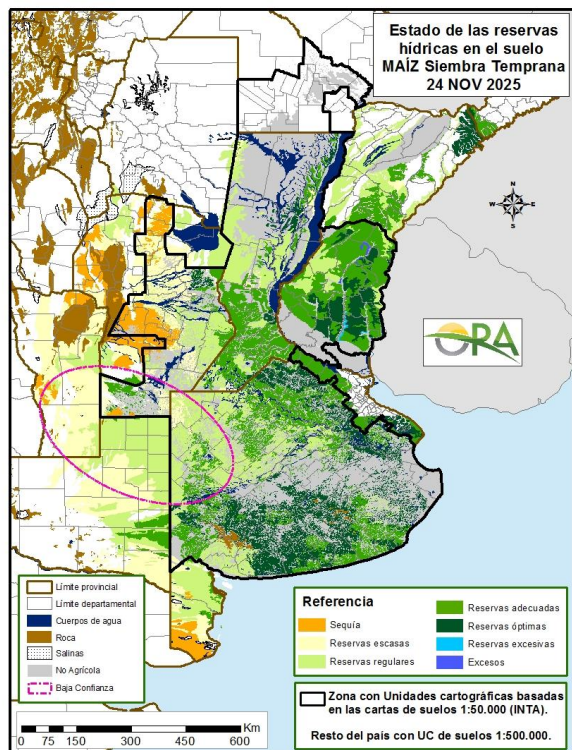 Estado de las reservas
hídricas en el suelo
MAÍZ Siembra Temprana
24 NOV 2025
N
W
E
S
ORA
Límite provincial
Límite departamental
Cuerpos de agua
Roca
Salinas
No Agrícola
Baja Confianza
Referencia
Sequía
Reservas escasas
Reservas regulares
Reservas adecuadas
Reservas óptimas
Reservas excesivas
Excesos
Zona con Unidades cartográficas basadas
en las cartas de suelos 1:50.000 (INTA).
Resto del país con UC de suelos 1:500.000.
Km
0 75 150 300 450 600